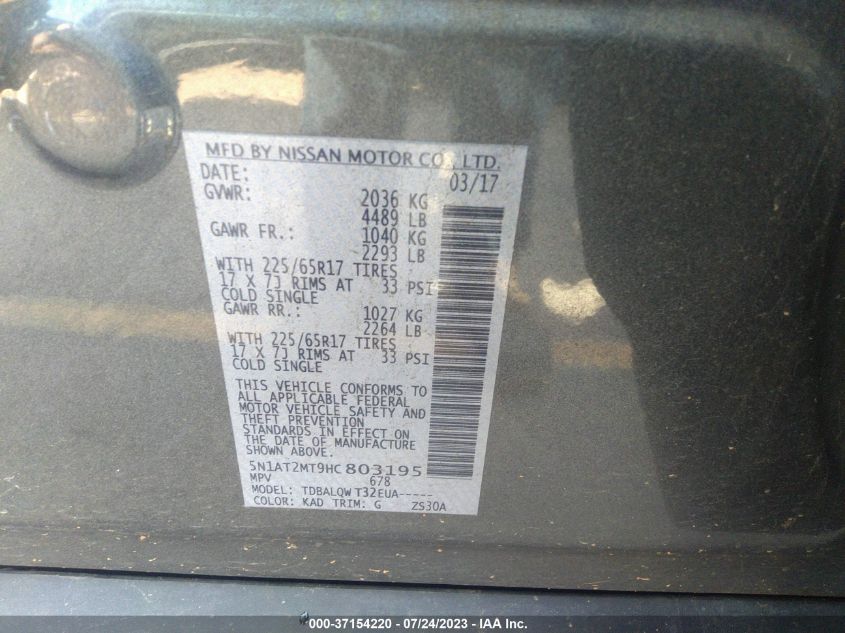 MFD BY NISSAN MOTOR CO., LTD.
DATE: 03/17
GVWR: 2036 KG
4489 LB
GAWR FR.: 1040 KG
2293 LB
WITH 225/65R17 TIRES
17 X 7J RIMS AT 33 PSI
COLD SINGLE
GAWR RR.: 1027 KG
2264 LB
WITH 225/65R17 TIRES
17 X 7J RIMS AT 33 PSI
COLD SINGLE
THIS VEHICLE CONFORMS TO
ALL APPLICABLE FEDERAL
MOTOR VEHICLE SAFETY AND
THEFT PREVENTION
STANDARDS IN EFFECT ON
THE DATE OF MANUFACTURE
SHOWN ABOVE.
5N1AT2MT9HC 803195
MPV 678
MODEL: TDBALQW T32EUA-----
COLOR: KAD TRIM: G ZS30A
000-37154220 - 07/24/2023 - IAA Inc.